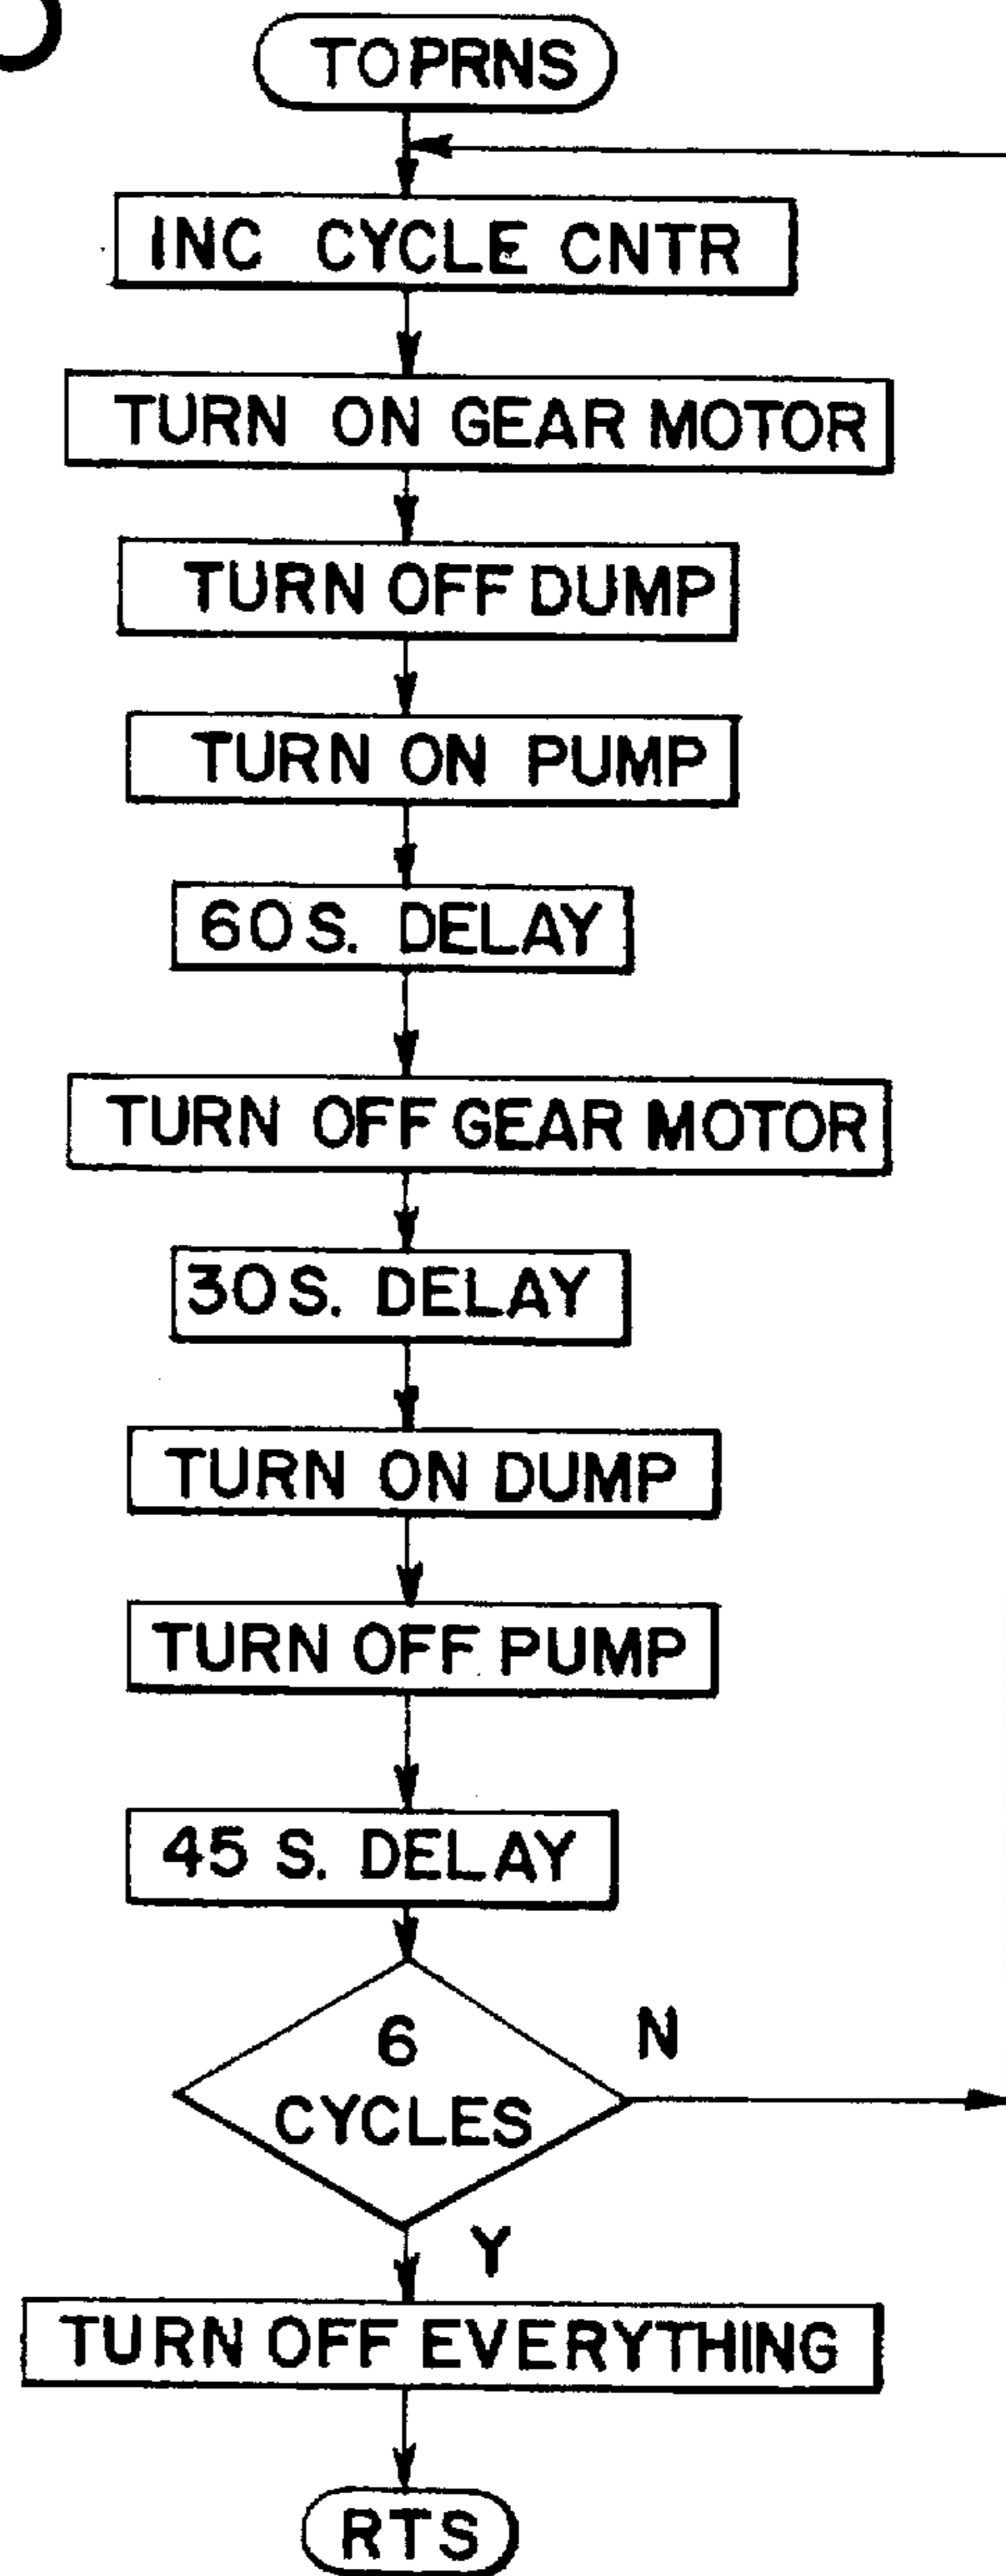 TOPRNS
INC CYCLE CNTR
TURN ON GEAR MOTOR
TURN OFF DUMP
TURN ON PUMP
60 S. DELAY
TURN OFF GEAR MOTOR
30 S. DELAY
TURN ON DUMP
TURN OFF PUMP
45 S. DELAY
6
CYCLES
N
Y
TURN OFF EVERYTHING
RTS